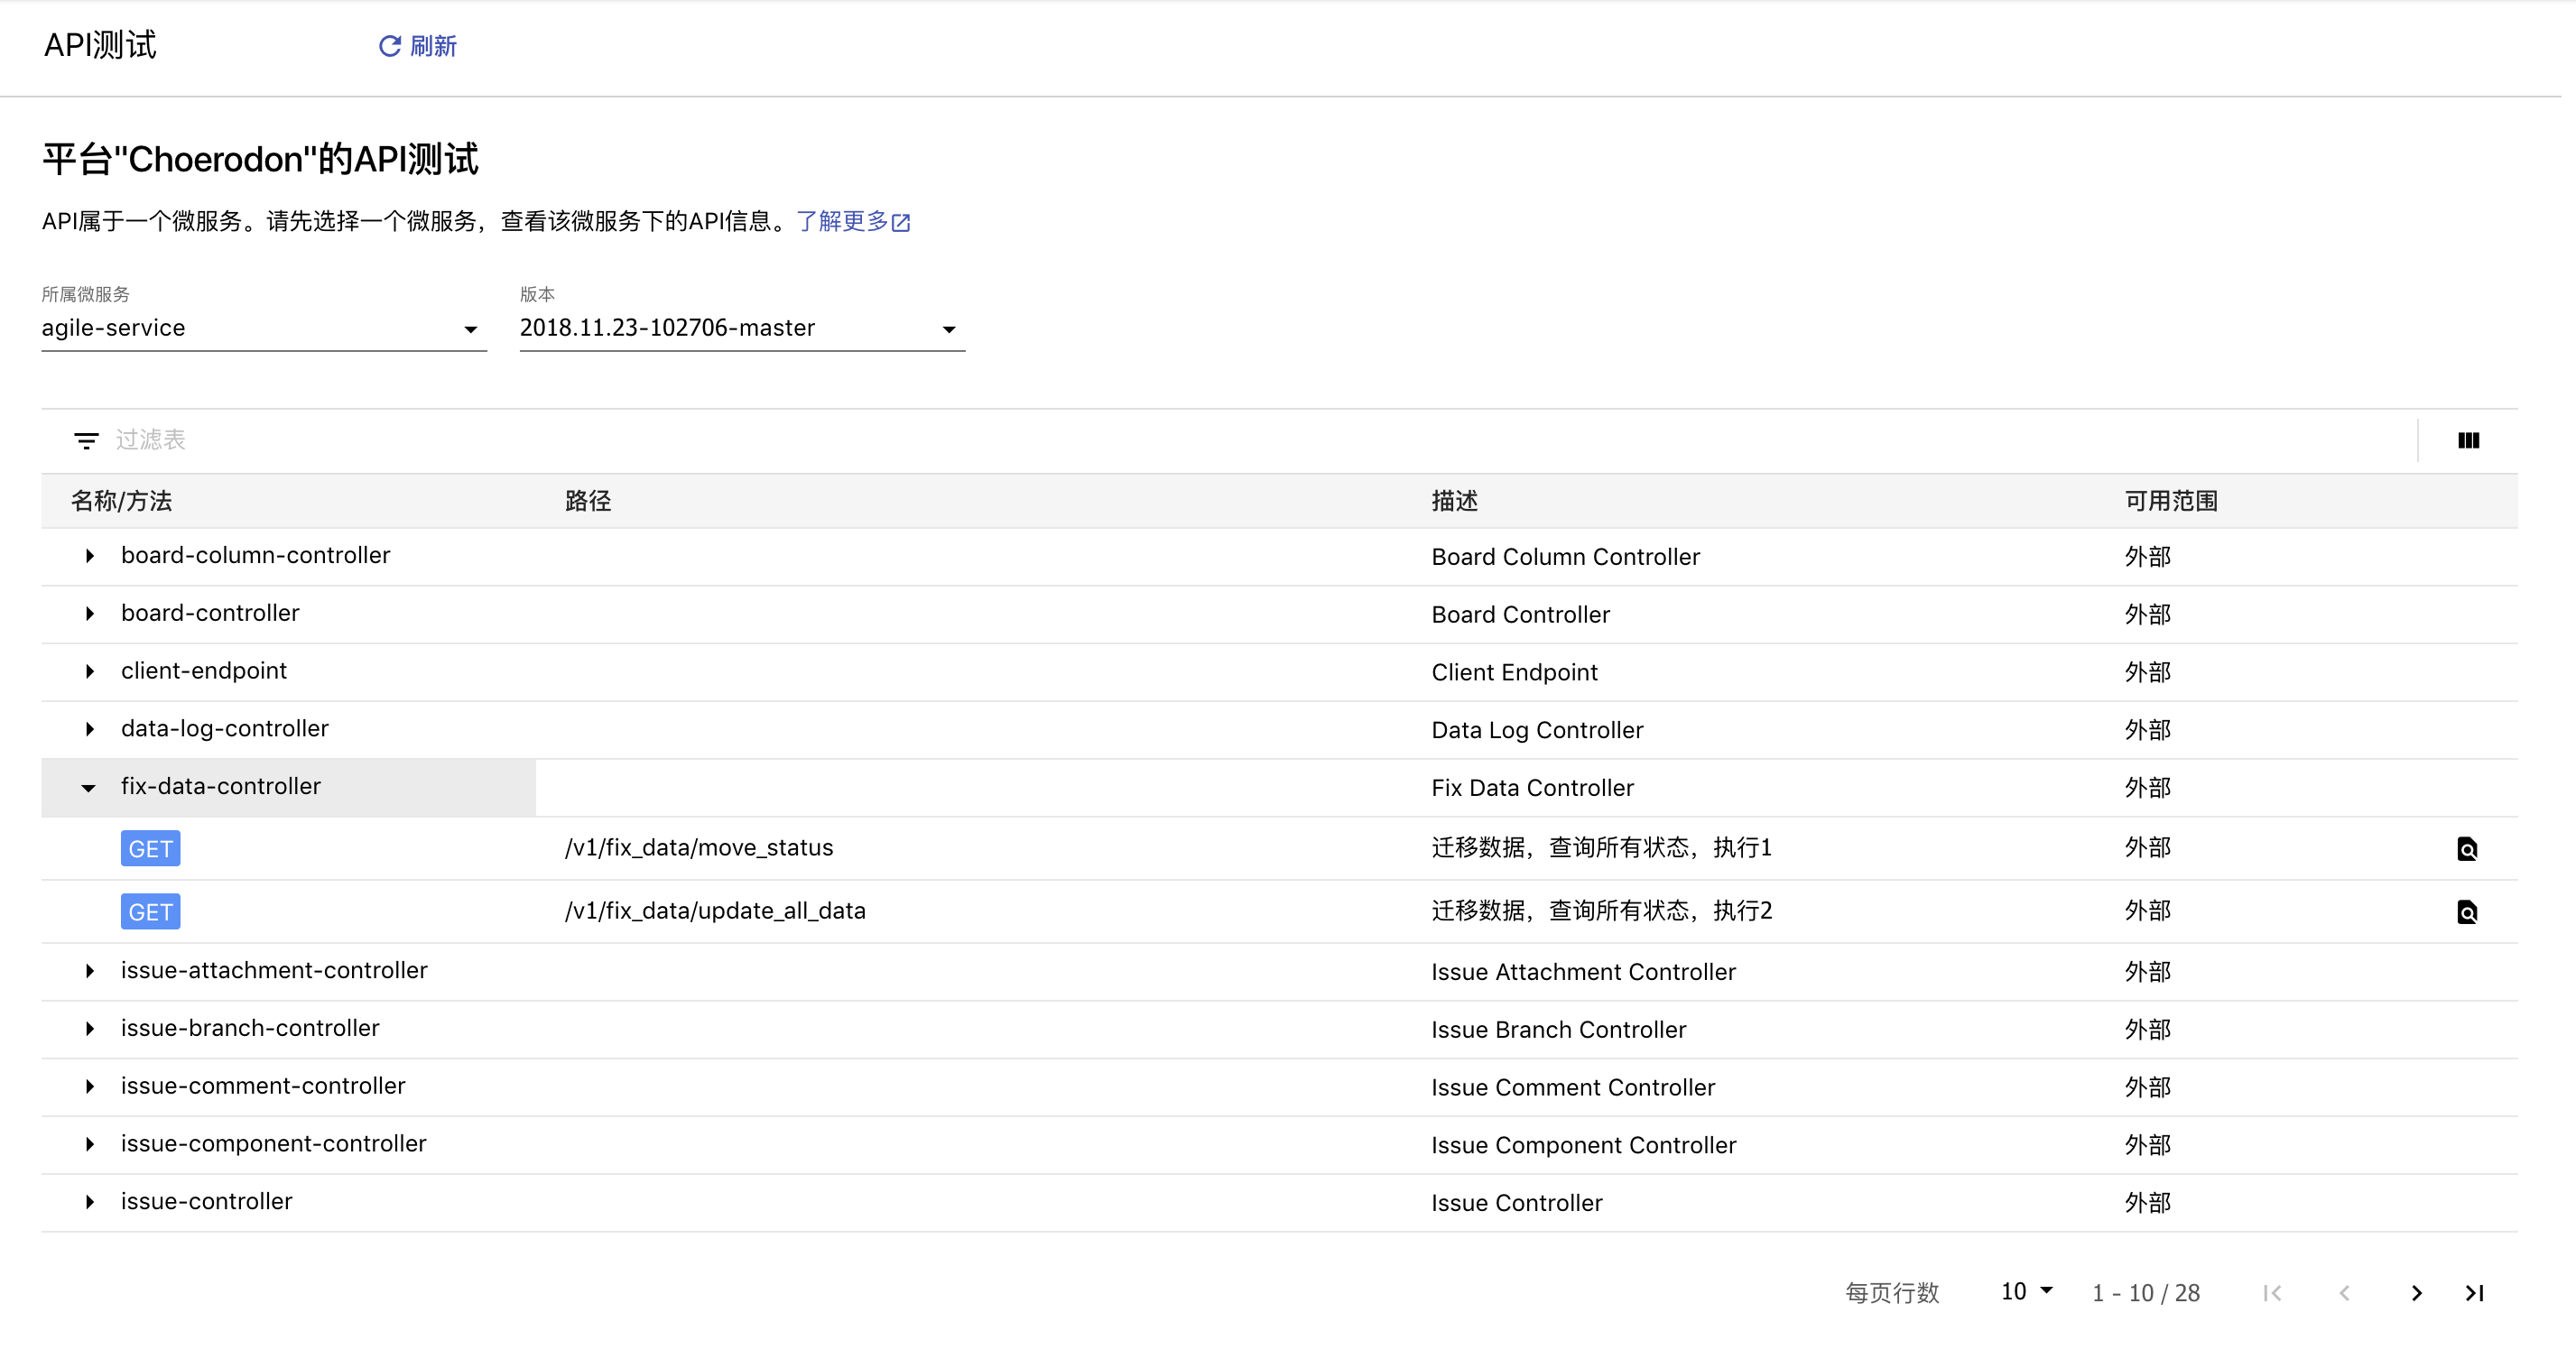 API测试 刷新
平台"Choerodon"的API测试
API属于一个微服务。请先选择一个微服务，查看该微服务下的API信息。了解更多
所属微服务 版本
agile-service 2018.11.23-102706-master
过滤表
名称/方法 路径 描述 可用范围
board-column-controller Board Column Controller 外部
board-controller Board Controller 外部
client-endpoint Client Endpoint 外部
data-log-controller Data Log Controller 外部
fix-data-controller Fix Data Controller 外部
GET /v1/fix_data/move_status 迁移数据，查询所有状态，执行1 外部
GET /v1/fix_data/update_all_data 迁移数据，查询所有状态，执行2 外部
issue-attachment-controller Issue Attachment Controller 外部
issue-branch-controller Issue Branch Controller 外部
issue-comment-controller Issue Comment Controller 外部
issue-component-controller Issue Component Controller 外部
issue-controller Issue Controller 外部
每页行数 10 1 - 10 / 28